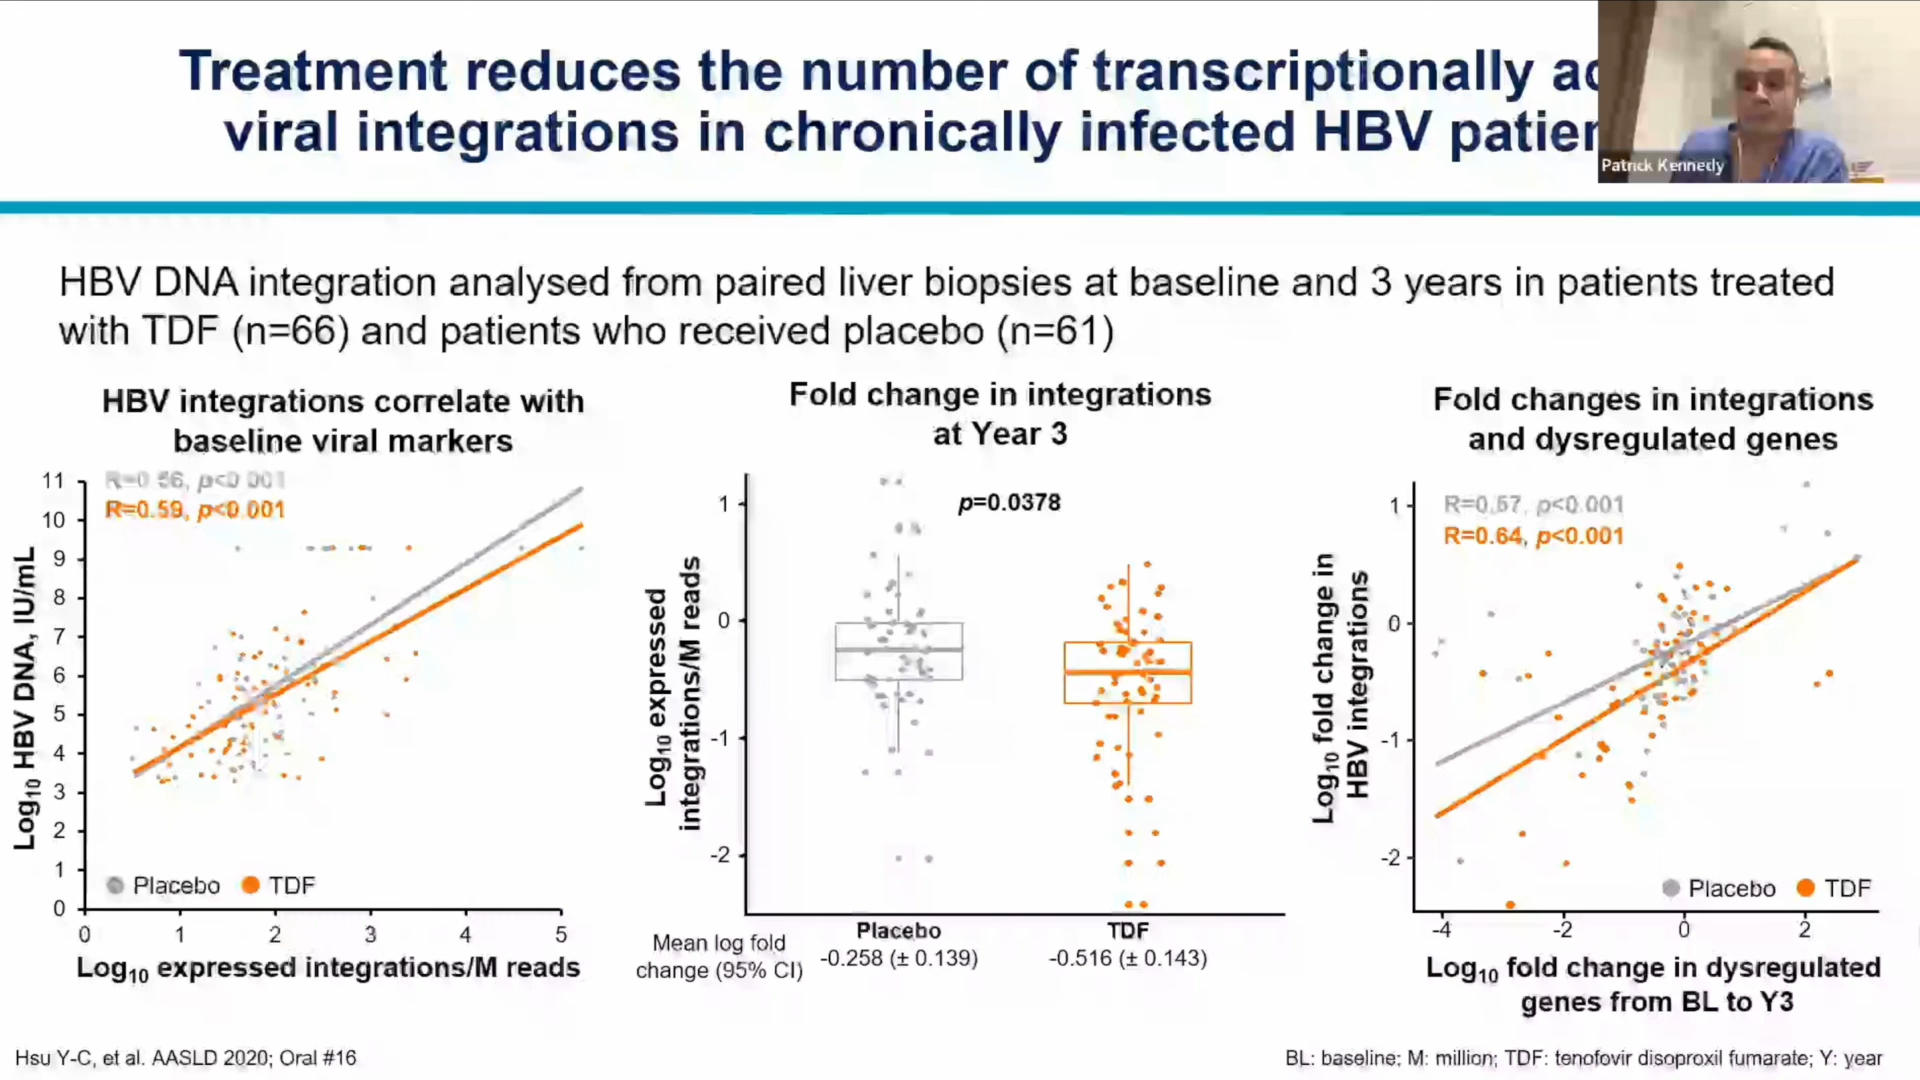 Treatment reduces the number of transcriptionally
viral integrations in chronically infected HBV
Patrick Kennedy
HBV DNA integration analysed from paired liver biopsies at baseline and 3 years in patients treated
with TDF (n=66) and patients who received placebo (n=61)
HBV integrations correlate with
baseline viral markers
R=0.56, p<0.001
R=0.59, p<0.001
11
10
9
8
7
6
5
4
3
2
1
0
Log10 HBV DNA, IU/mL
Placebo
TDF
0 1 2 3 4 5
Log10 expressed integrations/M reads
Fold change in integrations
at Year 3
p=0.0378
1
0
-1
-2
Log10 expressed
integrations/M reads
Placebo TDF
Mean log fold
change (95% CI)
-0.258 (± 0.139) -0.516 (± 0.143)
Fold changes in integrations
and dysregulated genes
R=0.67, p<0.001
R=0.64, p<0.001
1
0
-1
-2
Log10 fold change in
HBV integrations
Placebo
TDF
-4 -2 0 2
Log10 fold change in dysregulated
genes from BL to Y3
Hsu Y-C, et al. AASLD 2020; Oral #16
BL: baseline; M: million; TDF: tenofovir disoproxil fumarate; Y: year